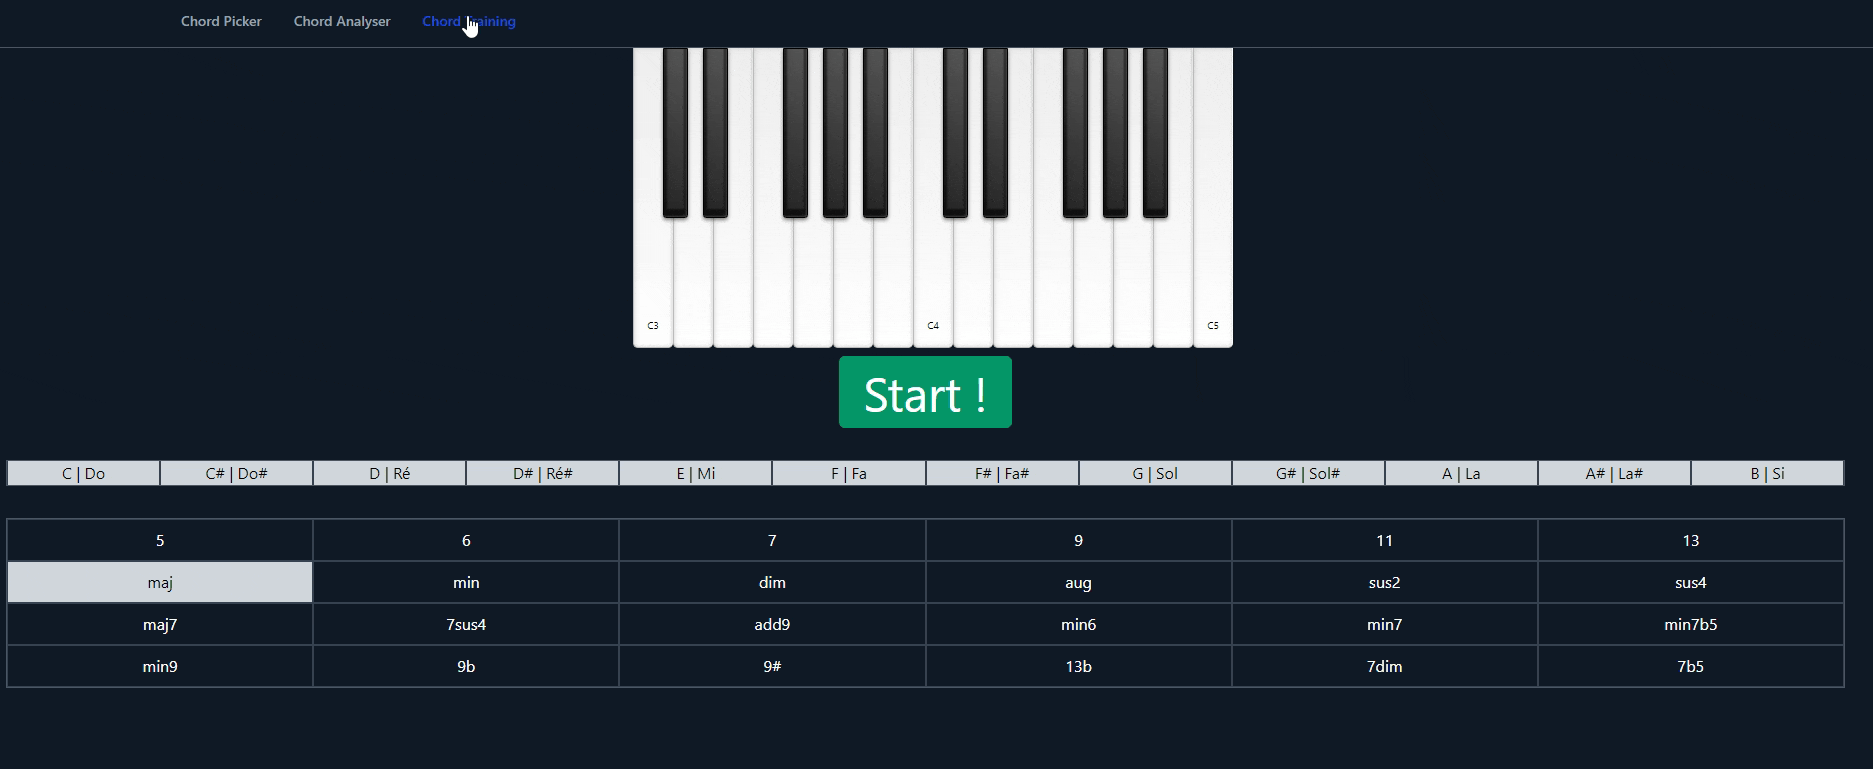 Chord Picker Chord Analyser Chord Training
C3 C4 C5
Start !
C | Do C# | Do# D | Ré D# | Ré# E | Mi F | Fa F# | Fa# G | Sol G# | Sol# A | La A# | La# B | Si
5 6 7 9 11 13
maj min dim aug sus2 sus4
maj7 7sus4 add9 min6 min7 min7b5
min9 9b 9# 13b 7dim 7b5